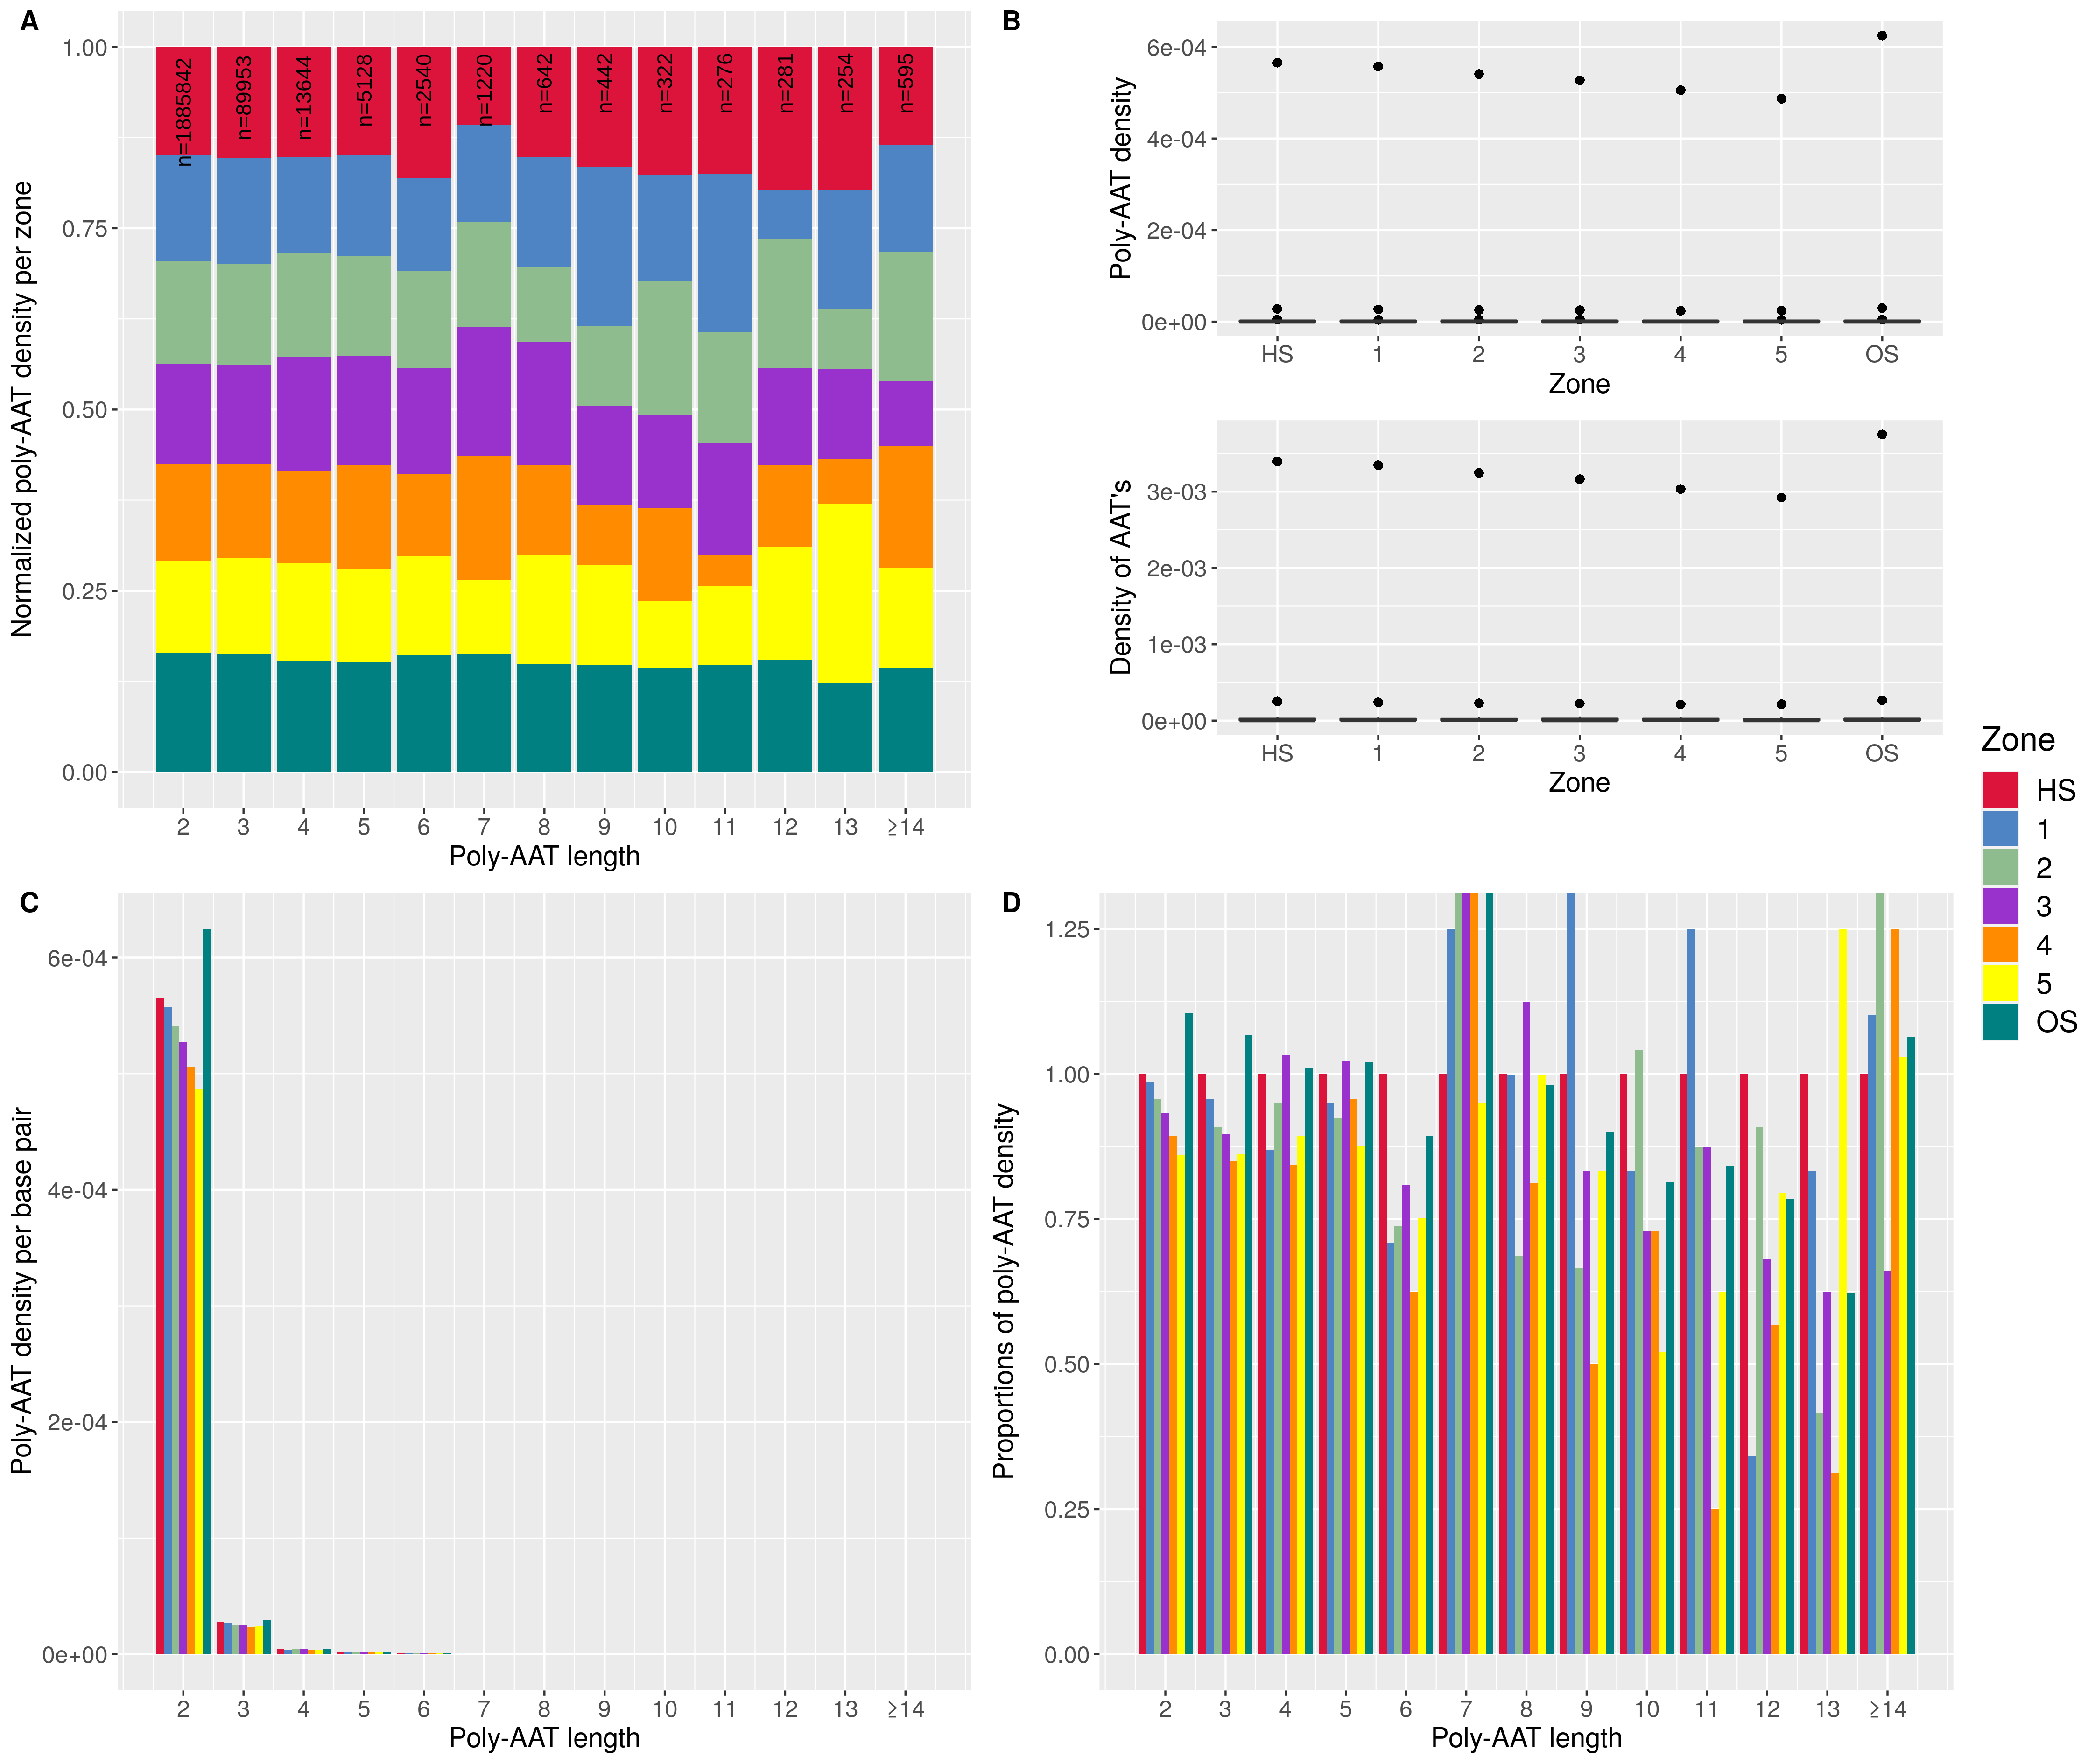 A
Normalized poly-AAT density per zone
1.00
0.75
0.50
0.25
0.00
n=1885842
n=89953
n=13644
n=5128
n=2540
n=1220
n=642
n=442
n=322
n=276
n=281
n=254
n=595
2 3 4 5 6 7 8 9 10 11 12 13 ≥14
Poly-AAT length
B
Poly-AAT density
6e-04
4e-04
2e-04
0e+00
HS 1 2 3 4 5 OS
Zone
Density of AAT's
3e-03
2e-03
1e-03
0e+00
HS 1 2 3 4 5 OS
Zone
Zone
HS
1
2
3
4
5
OS
C
Poly-AAT density per base pair
6e-04
4e-04
2e-04
0e+00
2 3 4 5 6 7 8 9 10 11 12 13 ≥14
Poly-AAT length
D
Proportions of poly-AAT density
1.25
1.00
0.75
0.50
0.25
0.00
2 3 4 5 6 7 8 9 10 11 12 13 ≥14
Poly-AAT length